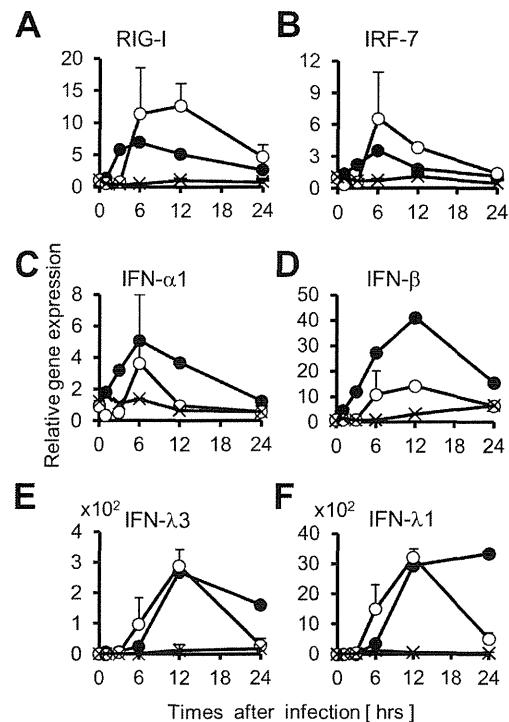 A
RIG-I
20
15
10
5
0
0 6 12 18 24
B
IRF-7
12
9
6
3
0
0 6 12 18 24
Relative gene expression
C
IFN-α1
8
6
4
2
0
0 6 12 18 24
D
IFN-β
50
40
30
20
10
0
0 6 12 18 24
E
x10²
IFN-λ3
4
3
2
1
0
0 6 12 18 24
F
x10²
IFN-λ1
40
30
20
10
0
0 6 12 18 24
Times after infection [ hrs ]